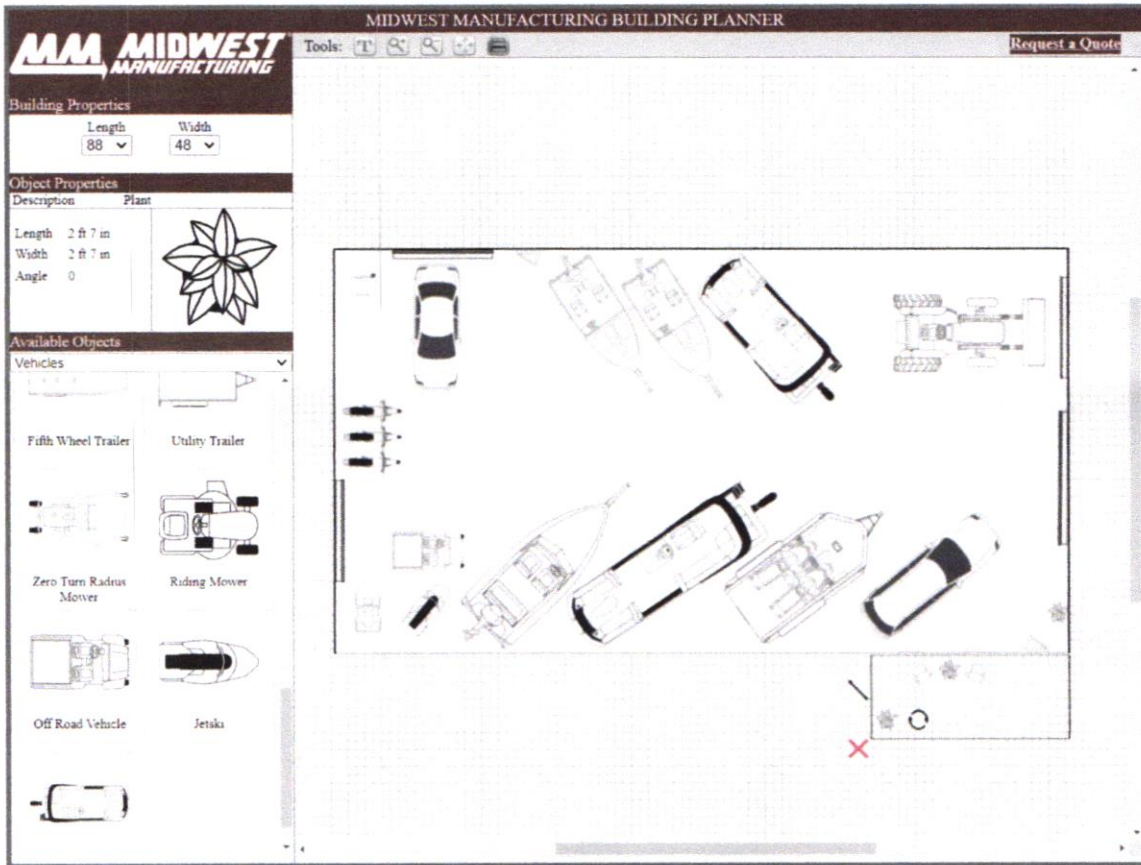 MIDWEST MANUFACTURING BUILDING PLANNER
MM MIDWEST
MANUFACTURING
Tools: T
Request a Quote
Building Properties
Length Width
88 48
Object Properties
Description Plant
Length 2 ft 7 in
Width 2 ft 7 in
Angle 0
Available Objects
Vehicles
Fifth Wheel Trailer Utility Trailer
Zero Turn Radius Riding Mower
Mower
Off Road Vehicle Jetski